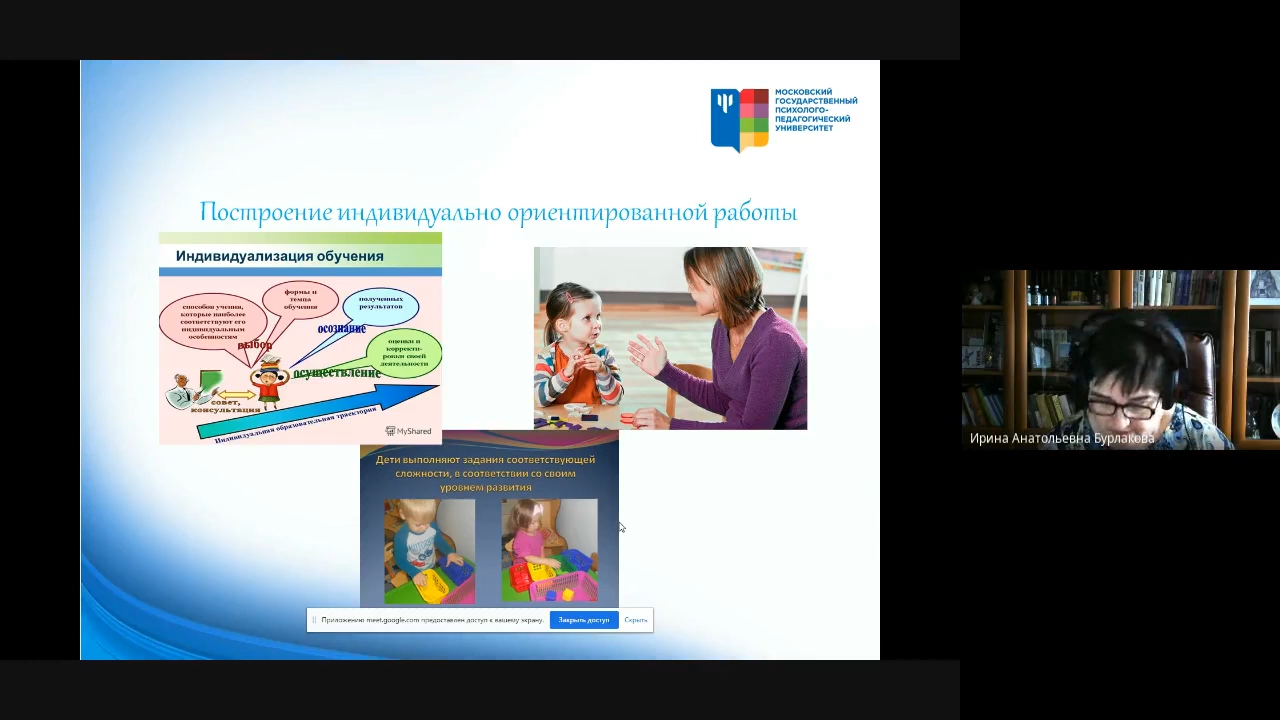 МОСКОВСКИЙ
ГОСУДАРСТВЕННЫЙ
ПСИХОЛОГО-
ПЕДАГОГИЧЕСКИЙ
УНИВЕРСИТЕТ
Построение индивидуально ориентированной работы
Индивидуализация обучения
способов учения,
которые наиболее
соответствуют его
индивидуальным
особенностям
формы и
темпа
обучения
полученных
результатов
осознание
выбор
оценки и
корректи-
ровки своей
деятельности
осуществление
совет,
консультация
Индивидуальная образовательная траектория
MyShared
Дети выполняют задания соответствующей
сложности, в соответствии со своим
уровнем развития
Приложению meet.google.com предоставлен доступ к вашему экрану.
Закрыть доступ
Скрыть
Ирина Анатольевна Бурлакова